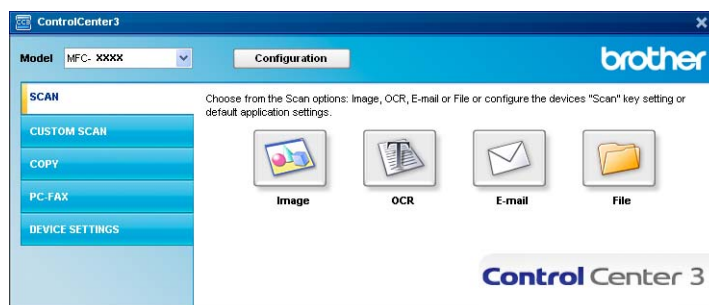 ControlCenter3
Model MFC- XXXX Configuration brother
SCAN
CUSTOM SCAN
COPY
PC-FAX
DEVICE SETTINGS
Choose from the Scan options: Image, OCR, E-mail or File or configure the devices "Scan" key setting or
default application settings.
Image OCR E-mail File
Control Center 3